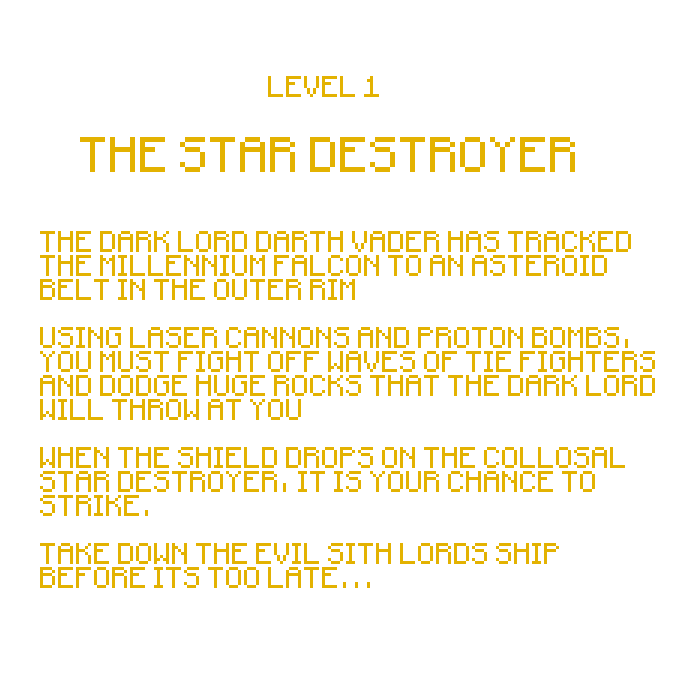 LEVEL 1
THE STAR DESTROYER
THE DARK LORD DARTH VADER HAS TRACKED
THE MILLENNIUM FALCON TO AN ASTEROID
BELT IN THE OUTER RIM
USING LASER CANNONS AND PROTON BOMBS,
YOU MUST FIGHT OFF WAVES OF TIE FIGHTERS
AND DODGE HUGE ROCKS THAT THE DARK LORD
WILL THROW AT YOU
WHEN THE SHIELD DROPS ON THE COLLOSAL
STAR DESTROYER, IT IS YOUR CHANCE TO
STRIKE.
TAKE DOWN THE EVIL SITH LORDS SHIP
BEFORE ITS TOO LATE...